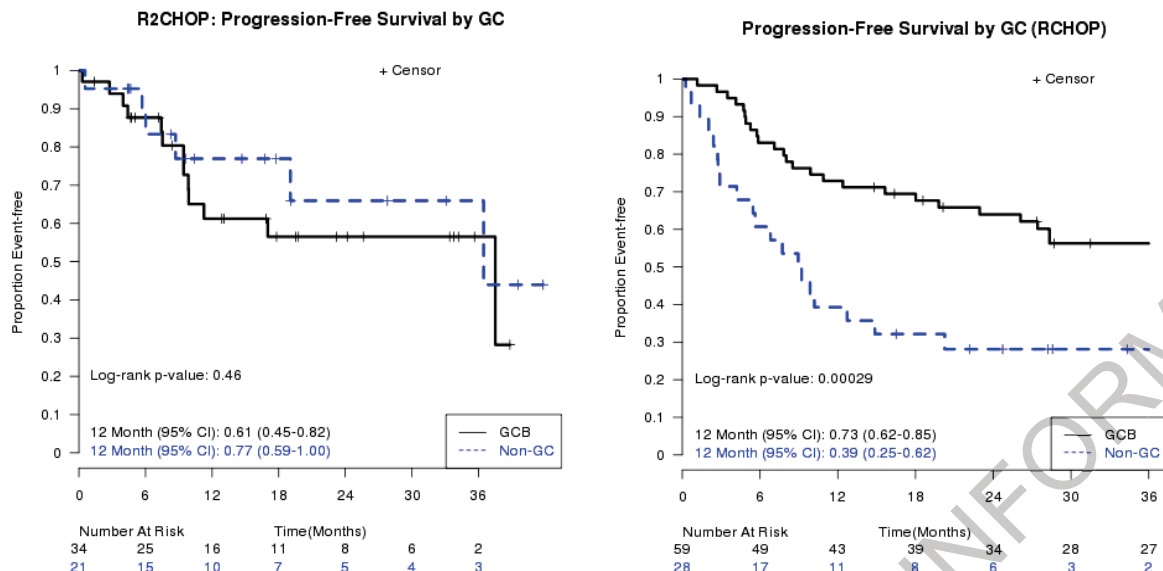 R2CHOP: Progression-Free Survival by GC
+ Censor
Proportion Event-free
1
0.9
0.8
0.7
0.6
0.5
0.4
0.3
0.2
0.1
0
Log-rank p-value: 0.46
12 Month (95% CI): 0.61 (0.45-0.82)
12 Month (95% CI): 0.77 (0.59-1.00)
GCB
Non-GC
0 6 12 18 24 30 36
Number At Risk Time(Months)
34 25 16 11 8 6 2
21 15 10 7 5 4 3
Progression-Free Survival by GC (RCHOP)
+ Censor
Proportion Event-free
1
0.9
0.8
0.7
0.6
0.5
0.4
0.3
0.2
0.1
0
Log-rank p-value: 0.00029
12 Month (95% CI): 0.73 (0.62-0.85)
12 Month (95% CI): 0.39 (0.25-0.62)
GCB
Non-GC
0 6 12 18 24 30 36
Number At Risk Time(Months)
59 49 43 39 34 28 27
28 17 11 8 6 3 2
INFORM